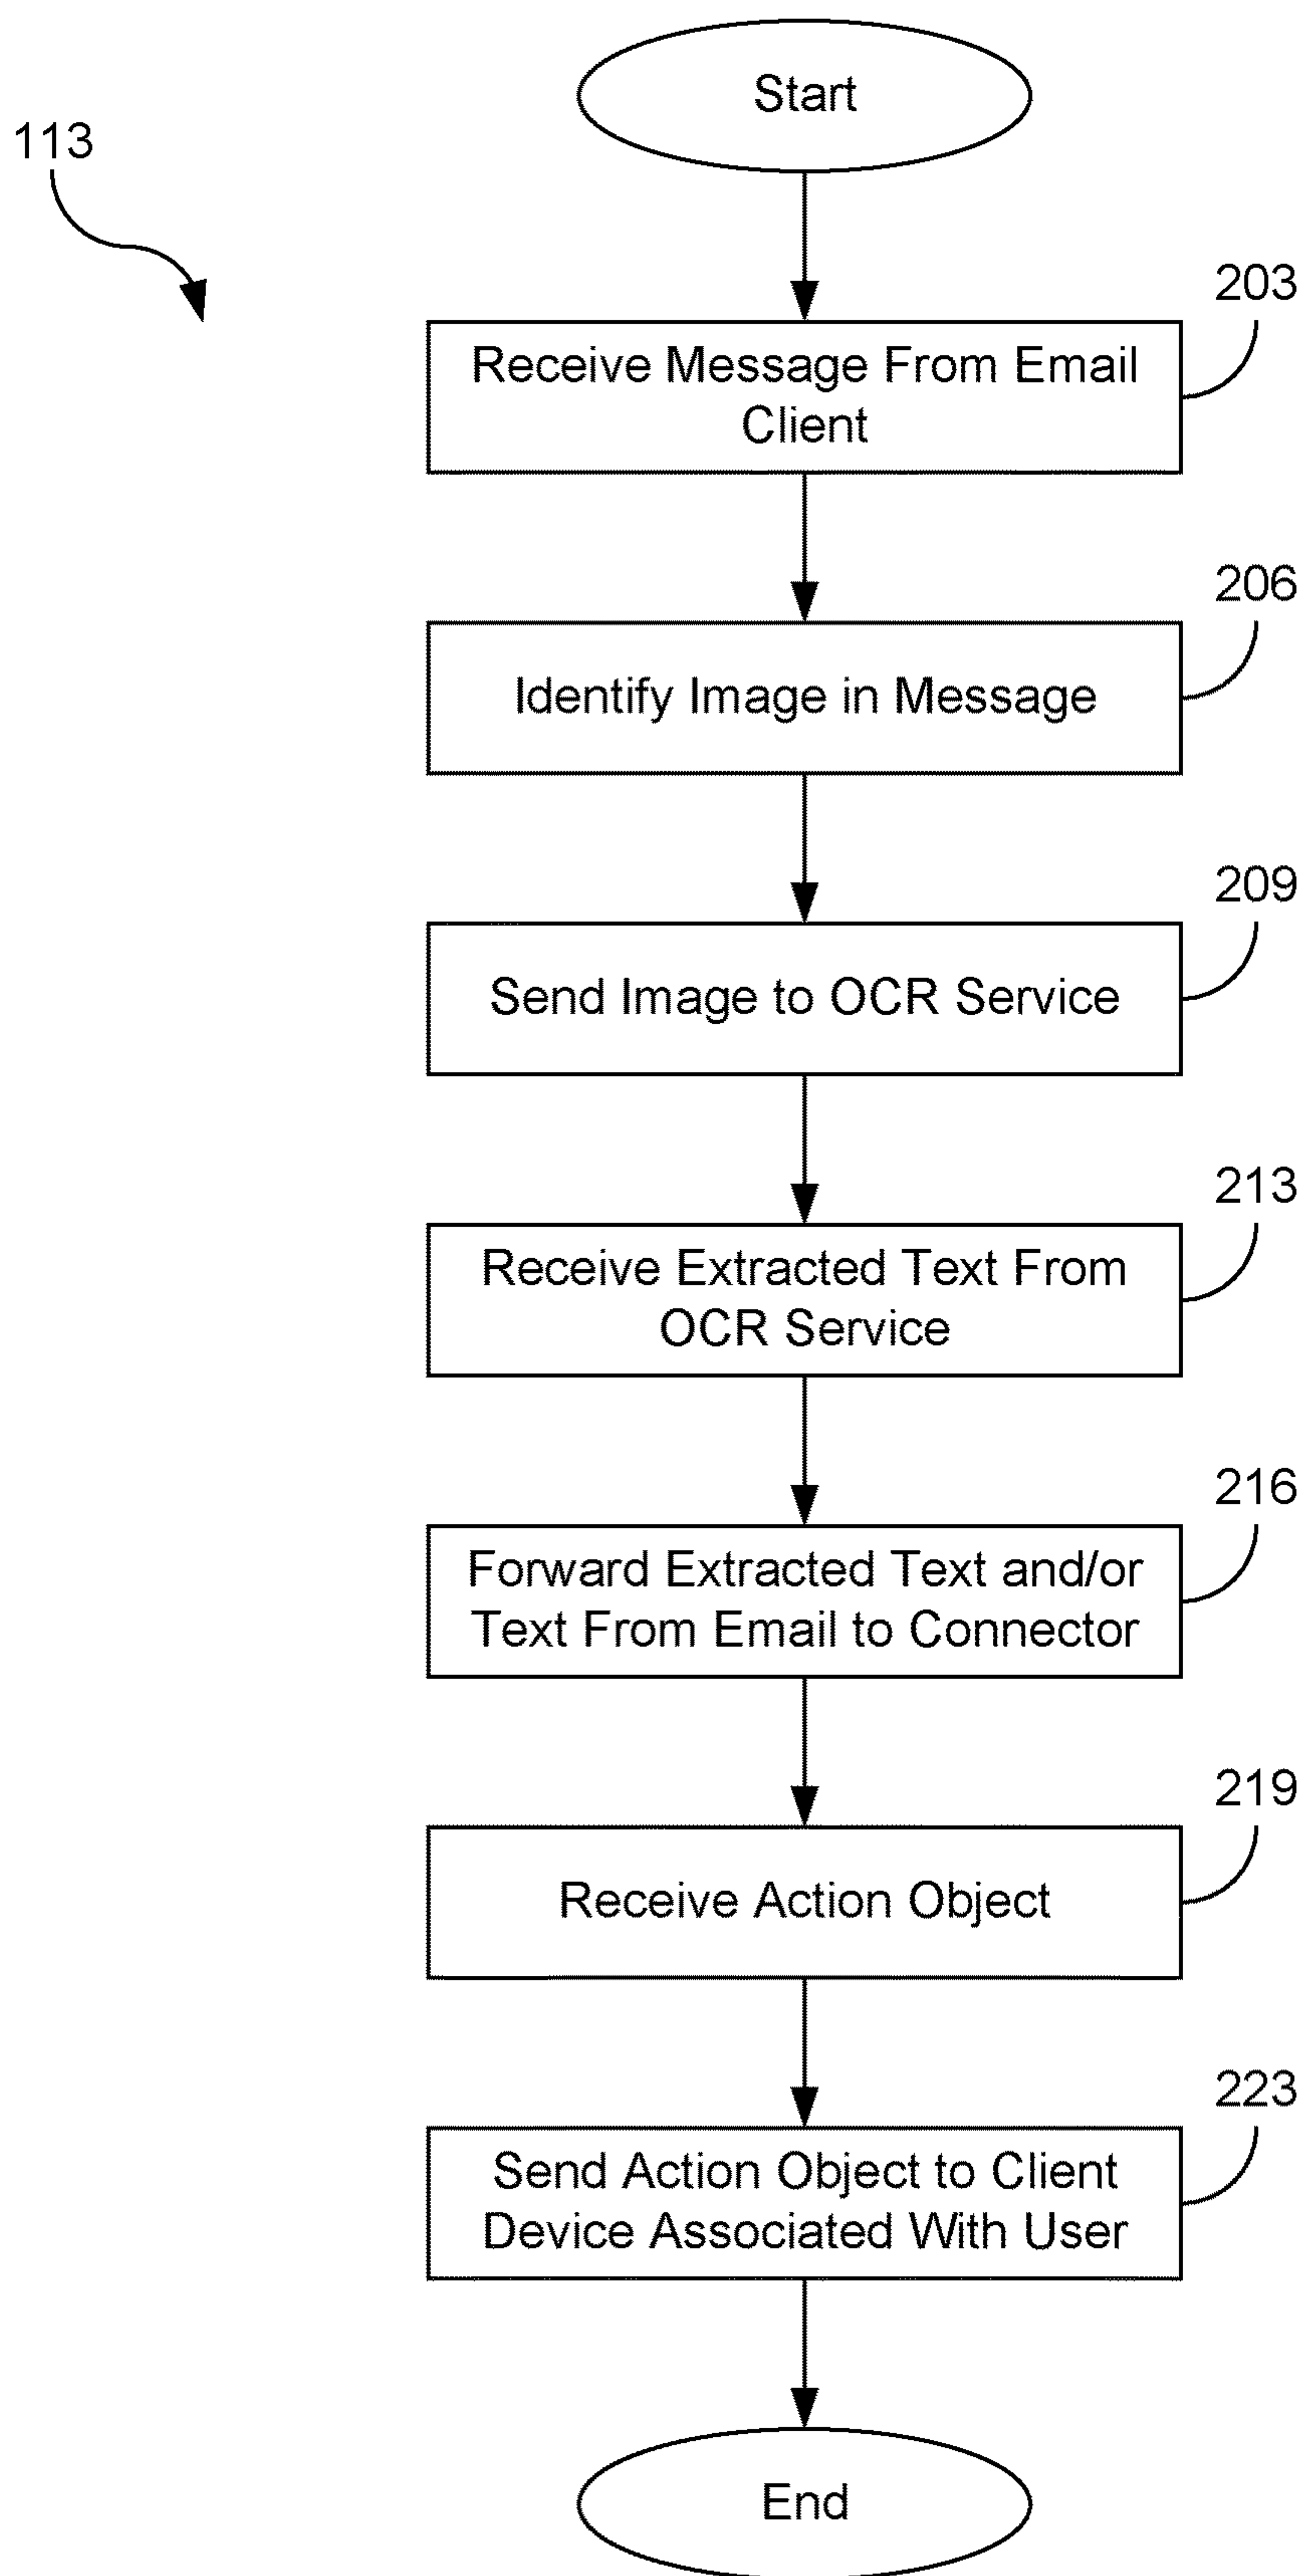 Start
113
203
Receive Message From Email
Client
206
Identify Image in Message
209
Send Image to OCR Service
213
Receive Extracted Text From
OCR Service
216
Forward Extracted Text and/or
Text From Email to Connector
219
Receive Action Object
223
Send Action Object to Client
Device Associated With User
End